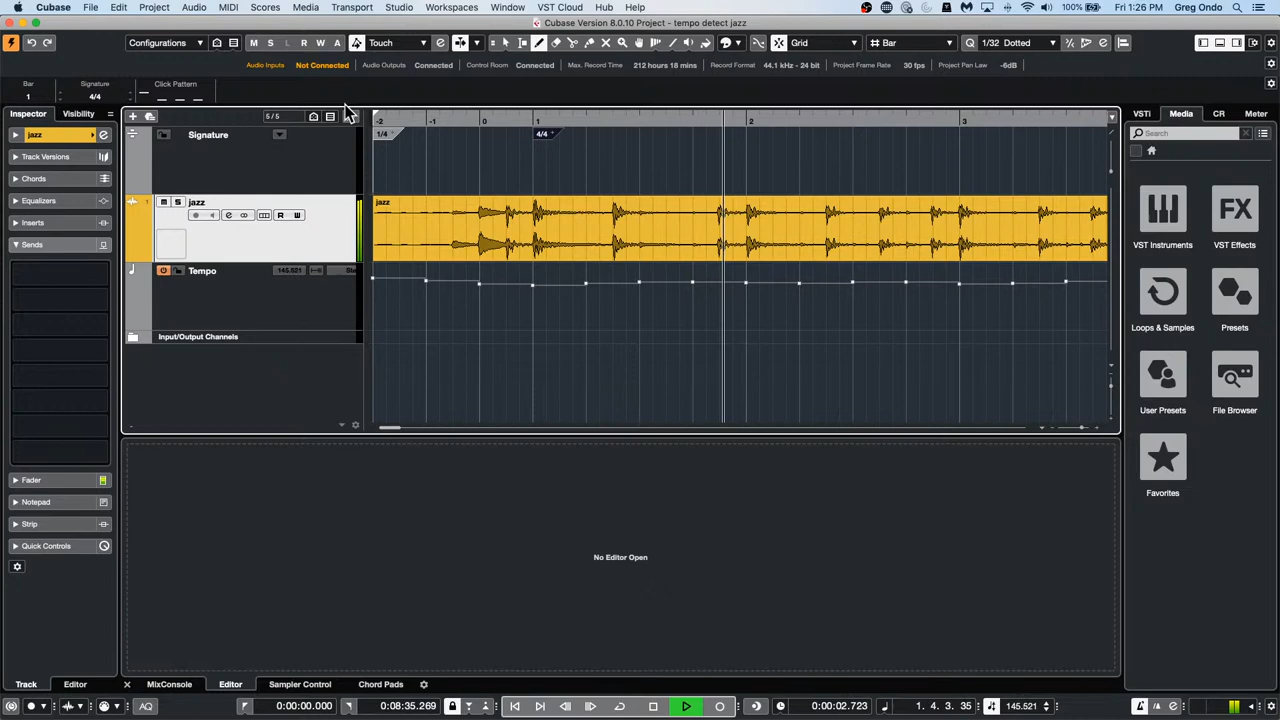 Cubase File Edit Project Audio MIDI Scores Media Transport Studio Workspaces Window VST Cloud Hub Help 100% Fri 1:26 PM Greg Ondo
Cubase Version 8.0.10 Project - tempo detect jazz
Configurations M S L R W A Touch Grid Bar Q 1/32 Dotted
Audio Inputs Not Connected Audio Outputs Connected Control Room Connected Max. Record Time 212 hours 18 mins Record Format 44.1 kHz - 24 bit Project Frame Rate 30 fps Project Pan Law -6dB
Bar Signature Click Pattern
1 4/4
Inspector Visibility 5 / 5 -2 -1 0 1 2 3 VSTi Media CR Meter
jazz Signature 1/4 4/4 Search
Track Versions
Chords
Equalizers 1 M S jazz jazz
Inserts R W
Sends VST Instruments VST Effects
Tempo 145.521
Loops & Samples Presets
Input/Output Channels
User Presets File Browser
Fader
Notepad Favorites
Strip
Quick Controls
No Editor Open
Track Editor MixConsole Editor Sampler Control Chord Pads
AQ 0:00:00.000 0:08:35.269 0:00:02.723 1. 4. 3. 35 145.521